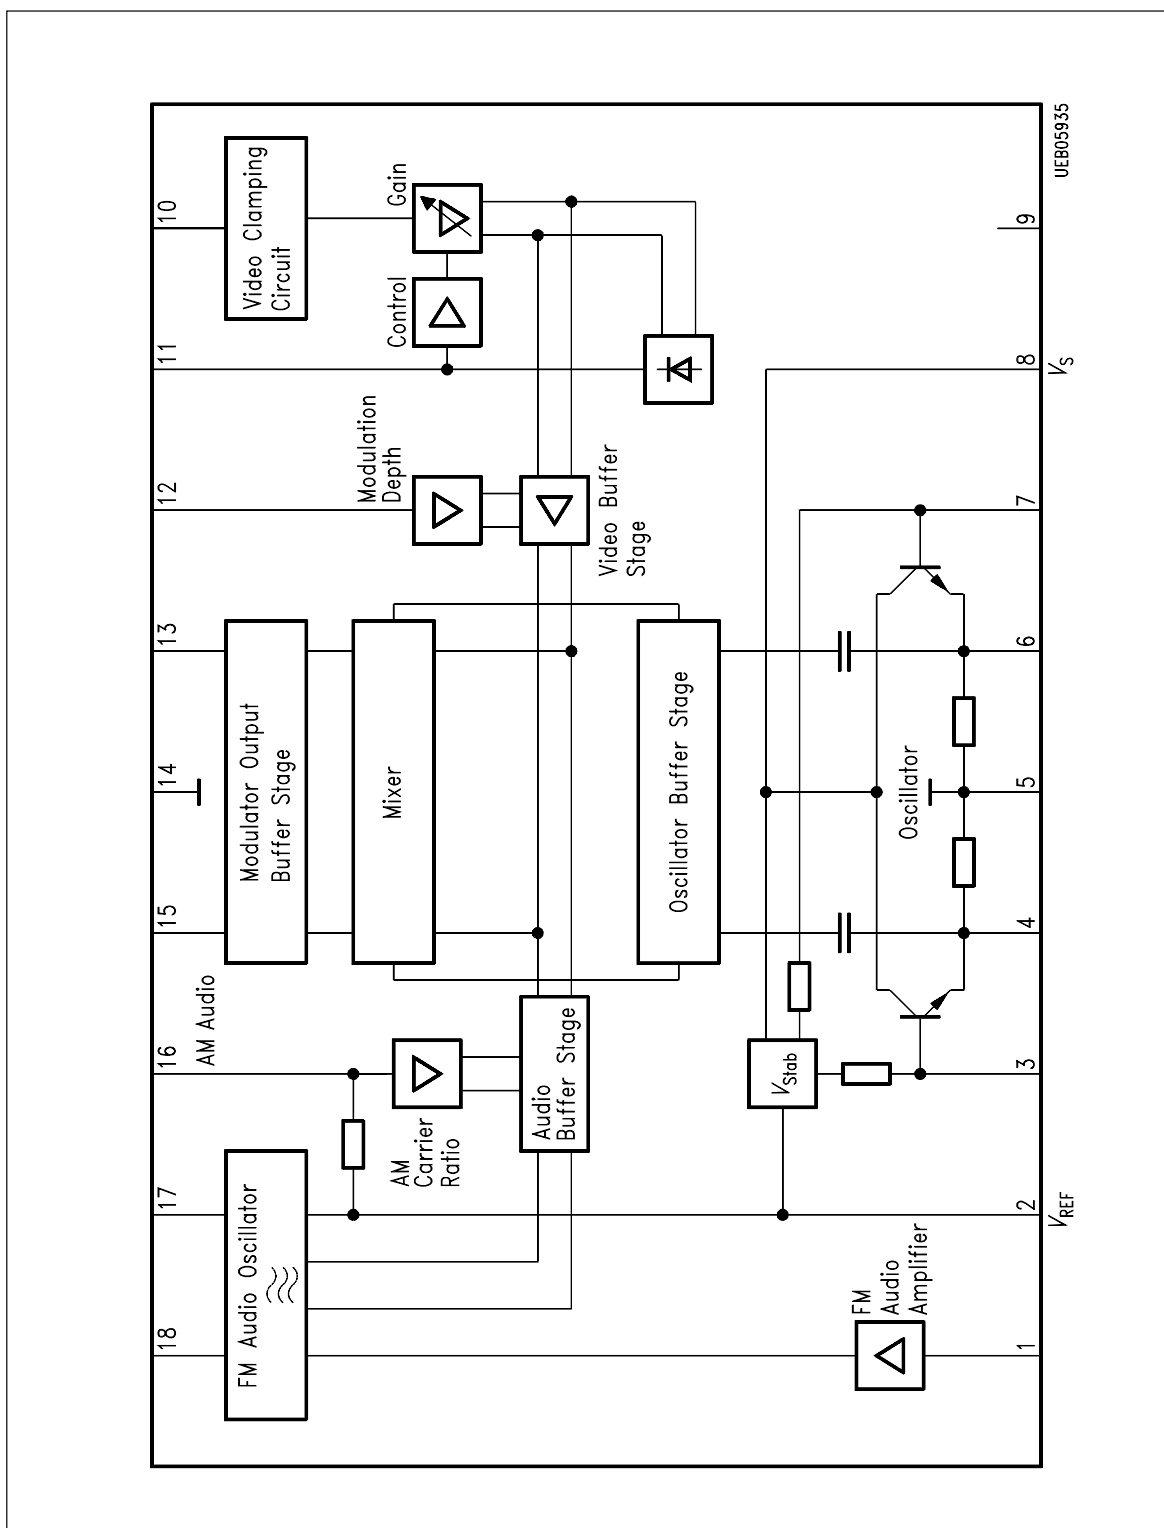 18
17
16
15
14
13
12
11
10
AM Audio
FM Audio Oscillator
Modulator Output
Buffer Stage
Video Clamping
Circuit
AM
Carrier
Ratio
Mixer
Modulation
Depth
Control
Gain
Audio
Buffer Stage
Video Buffer
Stage
Oscillator Buffer Stage
VStab
FM
Audio
Amplifier
Oscillator
1
2
3
4
5
6
7
8
9
VREF
VS
UEB05935